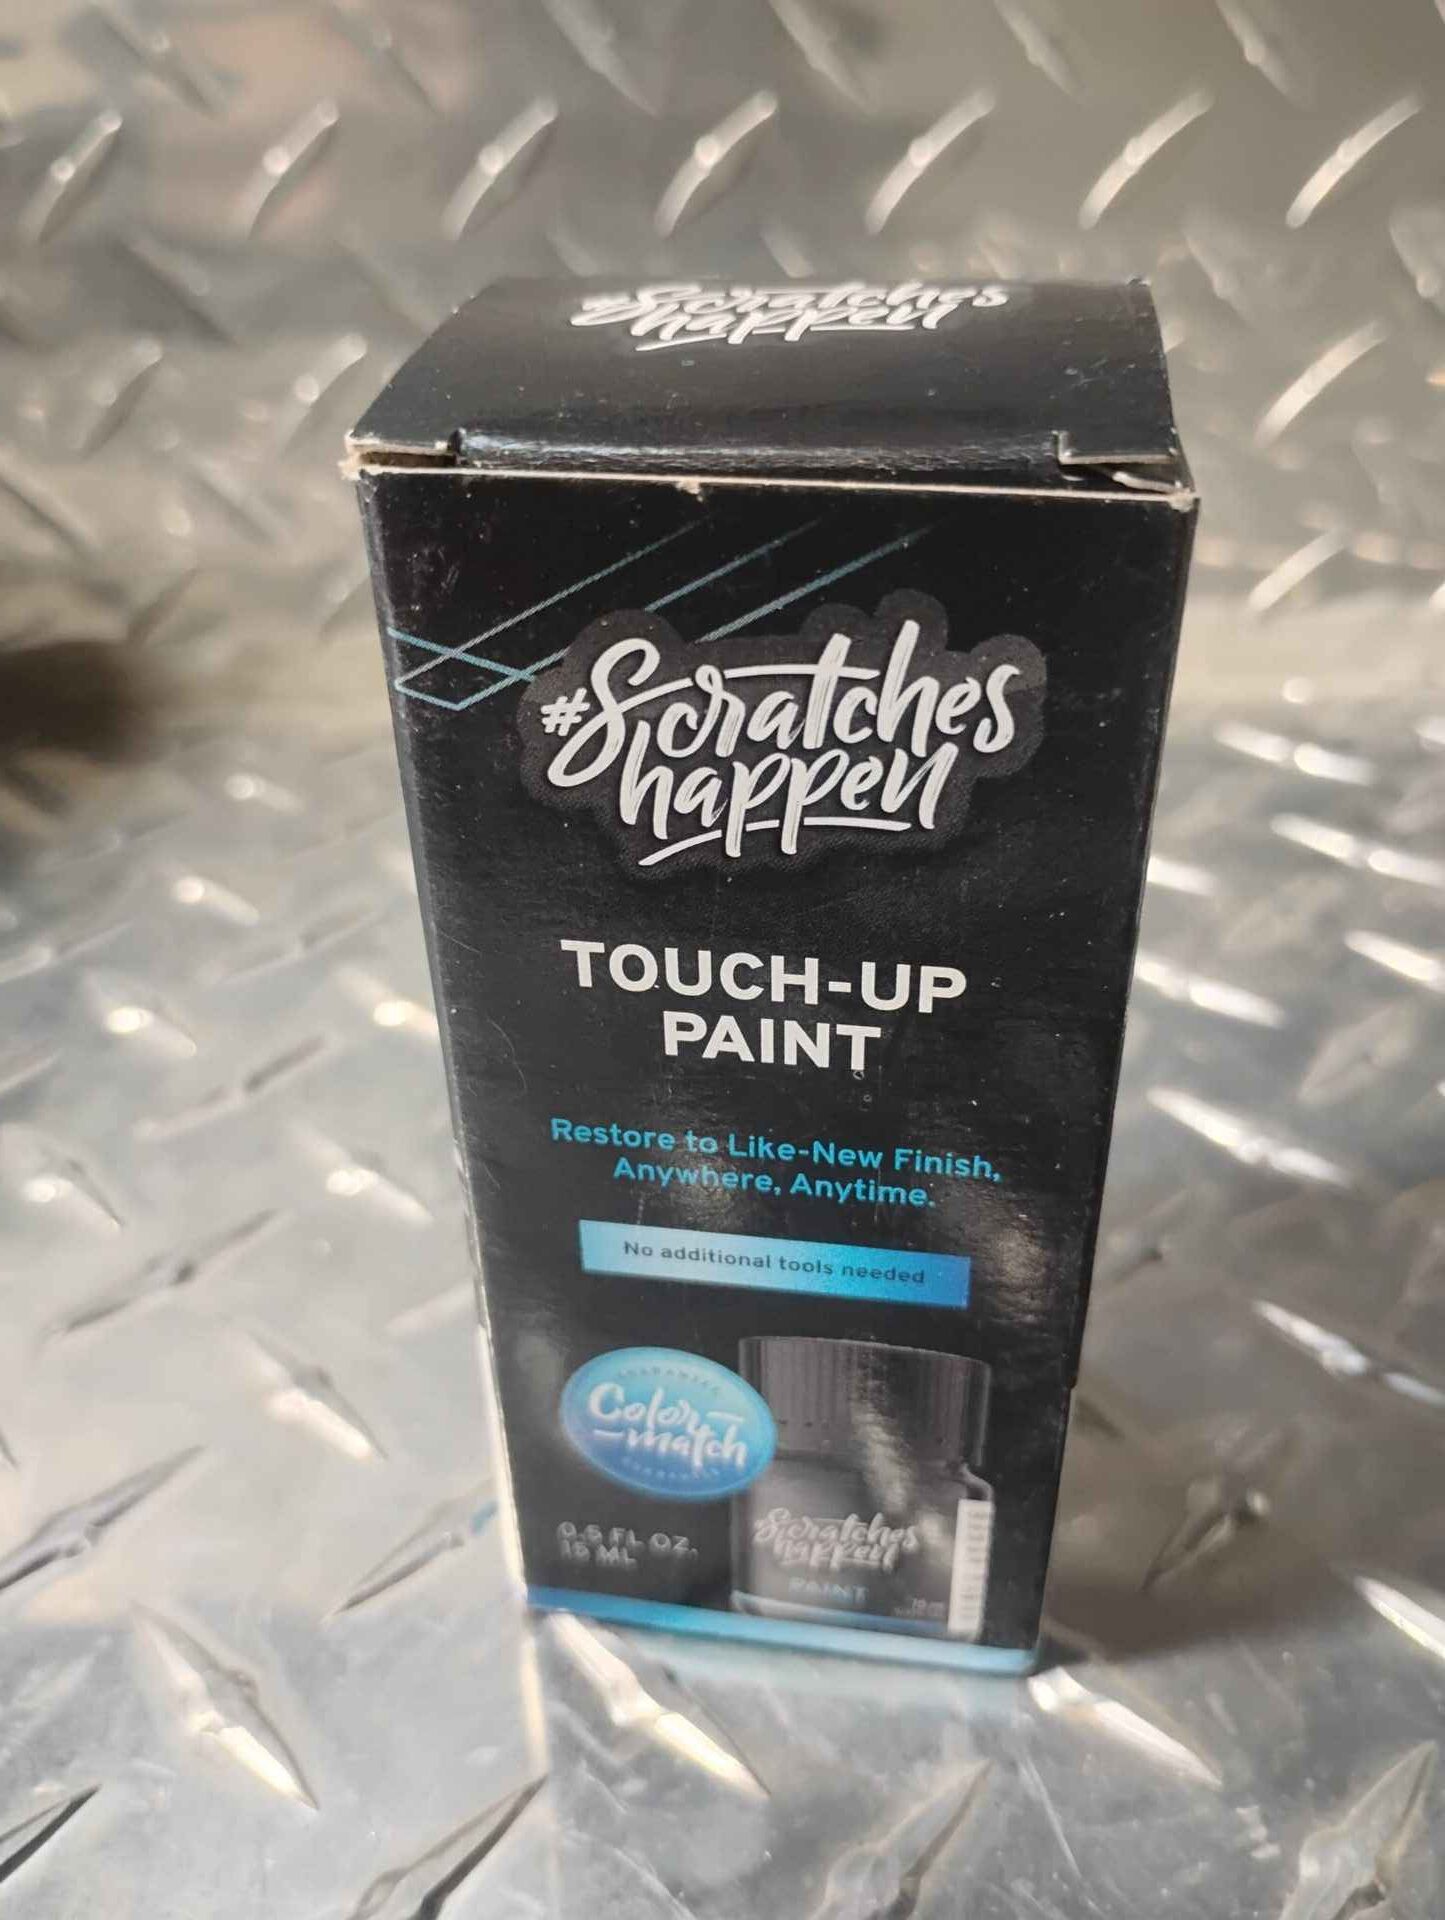 #Scratches
happen
#Scratches
happen
TOUCH-UP
PAINT
Restore to Like-New Finish,
Anywhere, Anytime.
No additional tools needed
Color-
match
0.5 FL OZ.
15 ML
Scratches
happen
PAINT